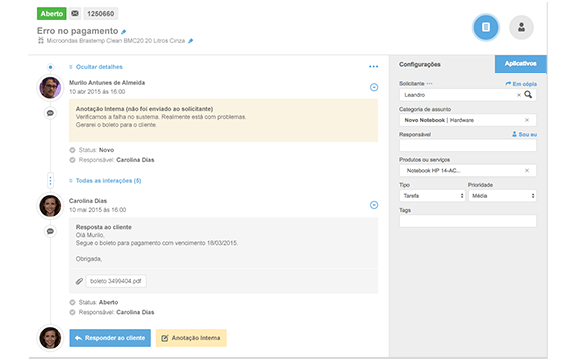 Aberto 1250660
Erro no pagamento
Microondas Brastemp Clean BMC20 20 Litros Cinza
Ocultar detalhes
Murilo Antunes de Almeida
10 abr 2015 às 16:00
Anotação Interna (não foi enviado ao solicitante)
Verificamos a falha no sustema. Realmente está com problemas.
Gerarei o boleto para o cliente.
Status: Novo
Responsável: Carolina Dias
Todas as interações (5)
Carolina Dias
10 mai 2015 às 16:00
Resposta ao cliente
Olá Murilo,
Segue o boleto para pagamento com vencimento 18/03/2015.
Obrigada,
boleto.3499404.pdf
Status: Aberto
Responsável: Carolina Dias
Responder ao cliente
Anotação Interna
Configurações
Aplicativos
Solicitante
Em cópia
Leandro
Categoria de assunto
Novo Notebook | Hardware
Responsável
Sou eu
Produtos ou serviços
Notebook HP 14-AC...
Tipo Prioridade
Tarefa Média
Tags